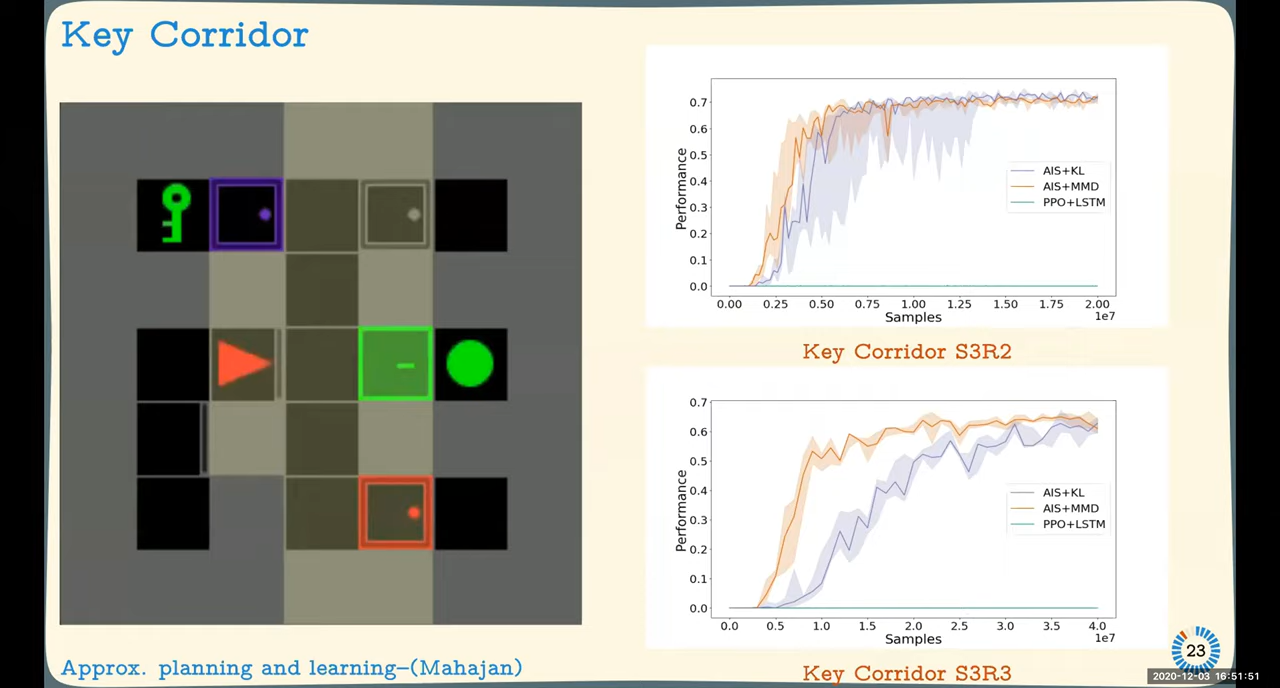 Key Corridor
Performance
0.7
0.6
0.5
0.4
0.3
0.2
0.1
0.0
AIS+KL
AIS+MMD
PPO+LSTM
0.00 0.25 0.50 0.75 1.00 1.25 1.50 1.75 2.00
Samples
1e7
Key Corridor S3R2
Performance
0.7
0.6
0.5
0.4
0.3
0.2
0.1
0.0
AIS+KL
AIS+MMD
PPO+LSTM
0.0 0.5 1.0 1.5 2.0 2.5 3.0 3.5 4.0
Samples
1e7
Key Corridor S3R3
Approx. planning and learning–(Mahajan)
23
2020-12-03 16:51:51